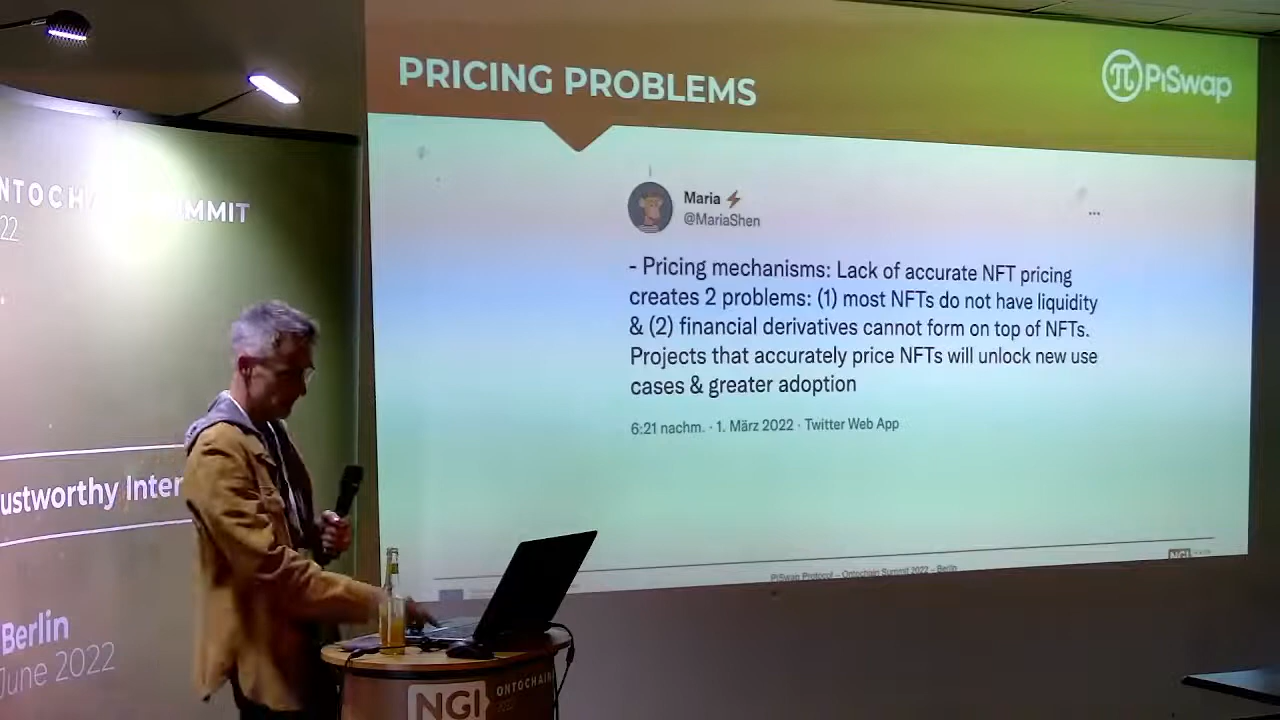 PRICING PROBLEMS
π PiSwap
Maria ⚡
@MariaShen
...
- Pricing mechanisms: Lack of accurate NFT pricing
creates 2 problems: (1) most NFTs do not have liquidity
& (2) financial derivatives cannot form on top of NFTs.
Projects that accurately price NFTs will unlock new use
cases & greater adoption
6:21 nachm. · 1. März 2022 · Twitter Web App
PiSwap Protocol – Ontochain Summit 2022 – Berlin
NGI
NTOCH MMIT
22
ustworthy Inter
Berlin
June 2022
NGI ONTOCHAIN
2022